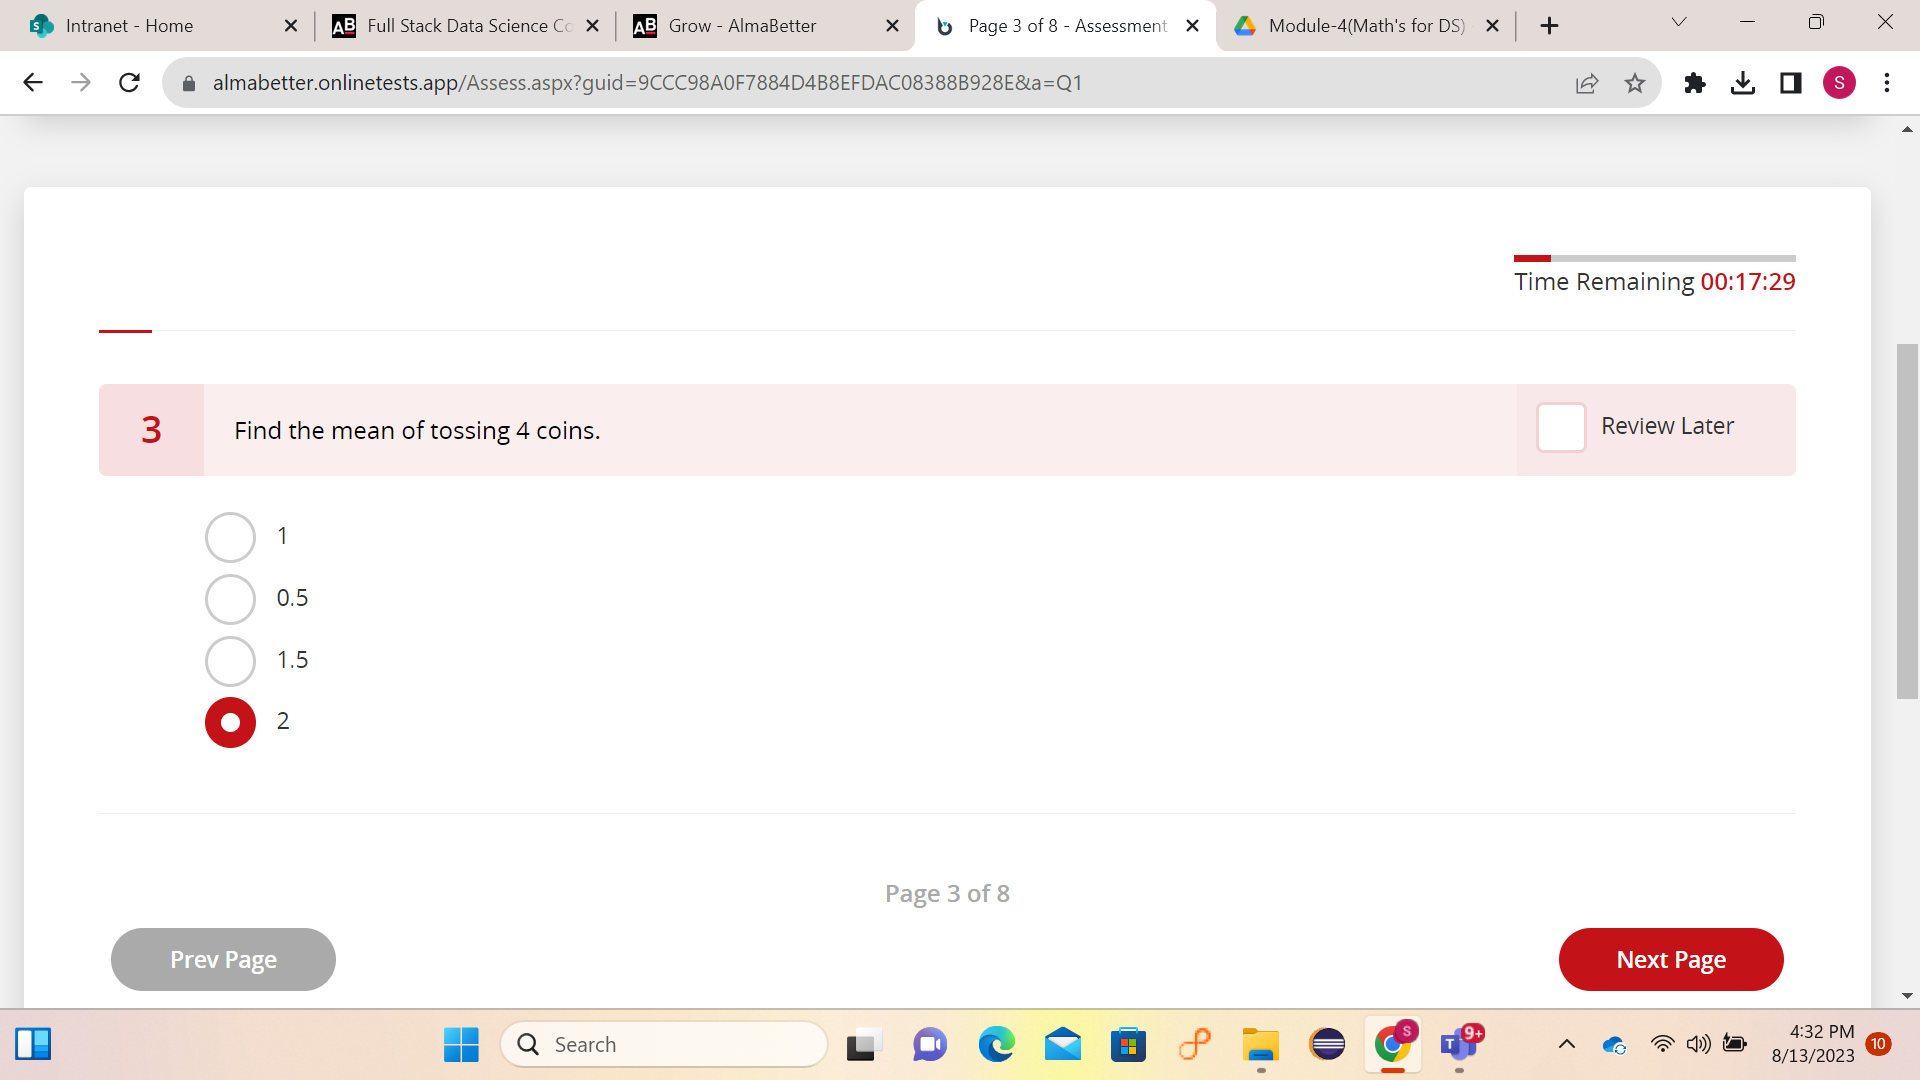 Intranet - Home
AB
Full Stack Data Science Co
AB
Grow - AlmaBetter
Page 3 of 8 - Assessment
Module-4(Math's for DS)
almabetter.onlinetests.app/Assess.aspx?guid=9CCC98A0F7884D4B8EFDAC08388B928E&a=Q1
S
Time Remaining 00:17:29
3
Find the mean of tossing 4 coins.
Review Later
1
0.5
1.5
2
Page 3 of 8
Prev Page
Next Page
Search
S
T
9+
4:32 PM
8/13/2023
10